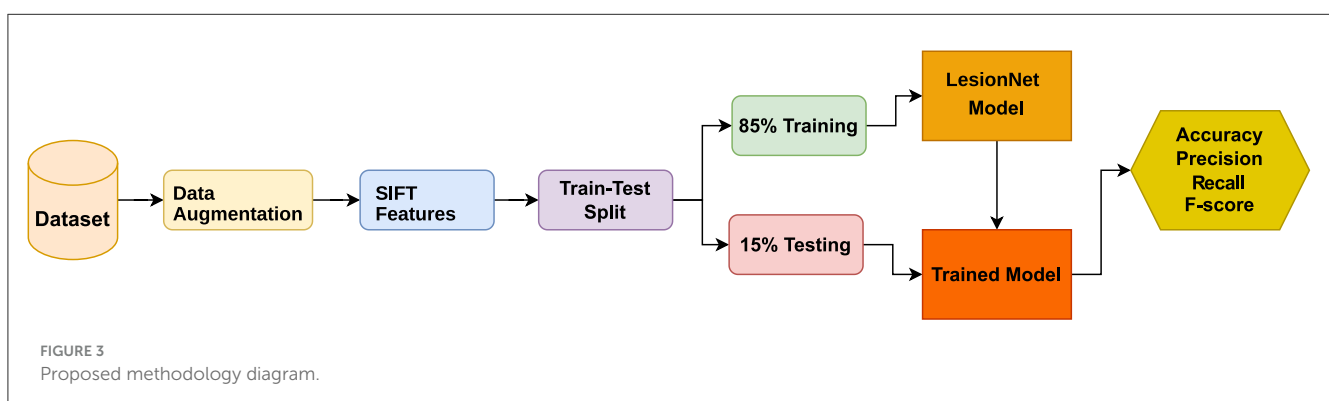 Dataset
Data
Augmentation
SIFT
Features
Train-Test
Split
85% Training
15% Testing
LesionNet
Model
Trained Model
Accuracy
Precision
Recall
F-score
FIGURE 3
Proposed methodology diagram.